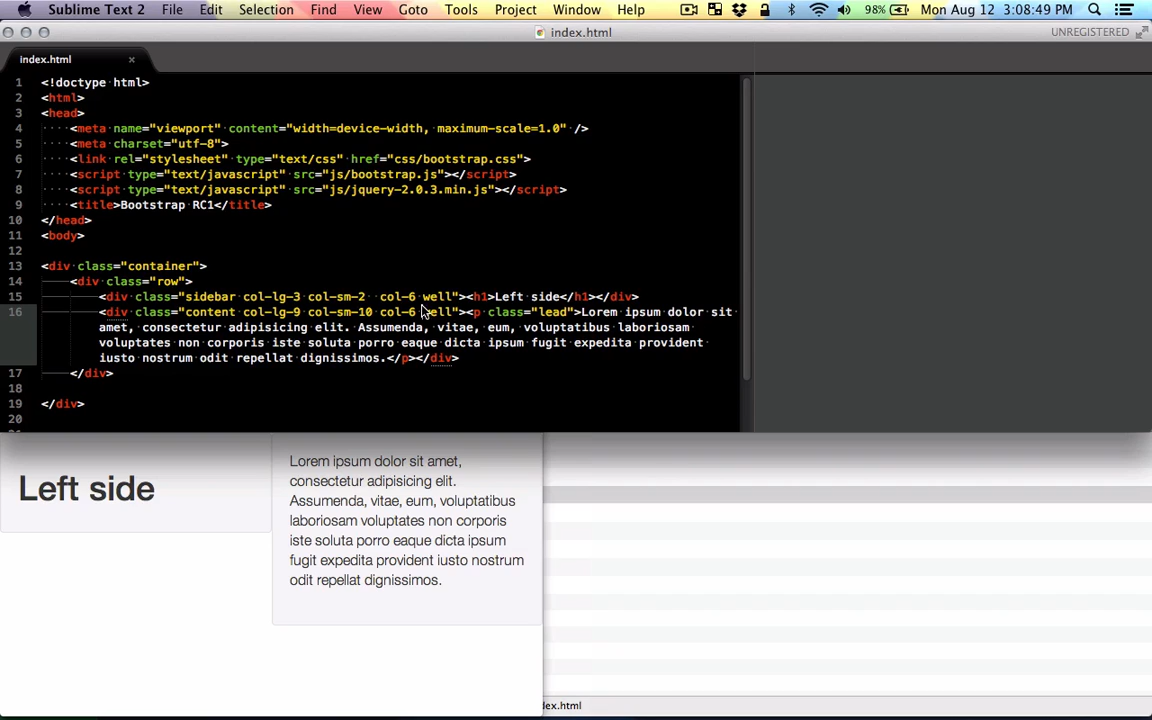 Sublime Text 2 File Edit Selection Find View Goto Tools Project Window Help 98% Mon Aug 12 3:08:49 PM
index.html UNREGISTERED
index.html ×
1 <!doctype html>
2 <html>
3 <head>
4 <meta name="viewport" content="width=device-width, maximum-scale=1.0" />
5 <meta charset="utf-8">
6 <link rel="stylesheet" type="text/css" href="css/bootstrap.css">
7 <script type="text/javascript" src="js/bootstrap.js"></script>
8 <script type="text/javascript" src="js/jquery-2.0.3.min.js"></script>
9 <title>Bootstrap RC1</title>
10 </head>
11 <body>
12
13 <div class="container">
14 <div class="row">
15 <div class="sidebar col-lg-3 col-sm-2  col-6 well"><h1>Left side</h1></div>
16 <div class="content col-lg-9 col-sm-10 col-6 well"><p class="lead">Lorem ipsum dolor sit
amet, consectetur adipisicing elit. Assumenda, vitae, eum, voluptatibus laboriosam
voluptates non corporis iste soluta porro eaque dicta ipsum fugit expedita provident
iusto nostrum odit repellat dignissimos.</p></div>
17 </div>
18
19 </div>
20
Left side
Lorem ipsum dolor sit amet,
consectetur adipisicing elit.
Assumenda, vitae, eum, voluptatibus
laboriosam voluptates non corporis
iste soluta porro eaque dicta ipsum
fugit expedita provident iusto nostrum
odit repellat dignissimos.
dex.html